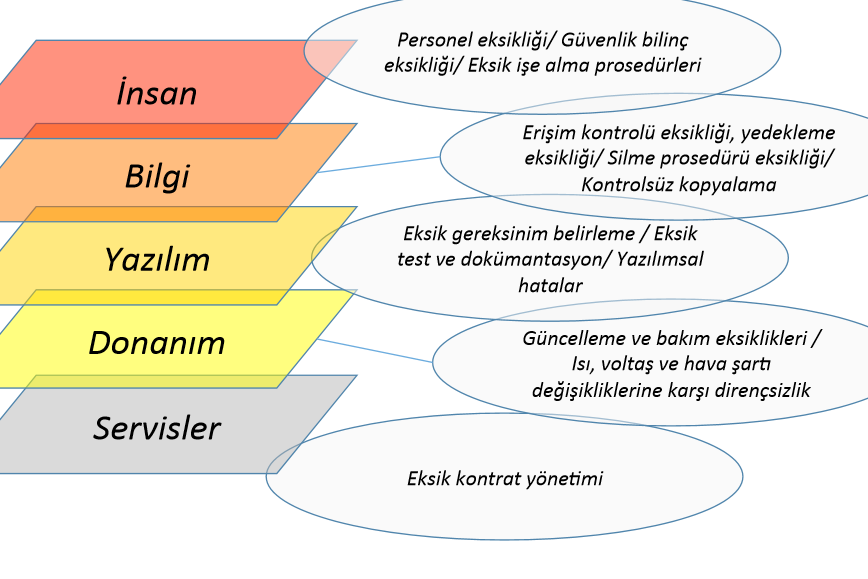 İnsan
Personel eksikliği/ Güvenlik bilinç
eksikliği/ Eksik işe alma prosedürleri
Bilgi
Erişim kontrolü eksikliği, yedekleme
eksikliği/ Silme prosedürü eksikliği/
Kontrolsüz kopyalama
Yazılım
Eksik gereksinim belirleme / Eksik
test ve dokümantasyon/ Yazılımsal
hatalar
Donanım
Güncelleme ve bakım eksiklikleri /
Isı, voltaş ve hava şartı
değişikliklerine karşı dirençsizlik
Servisler
Eksik kontrat yönetimi